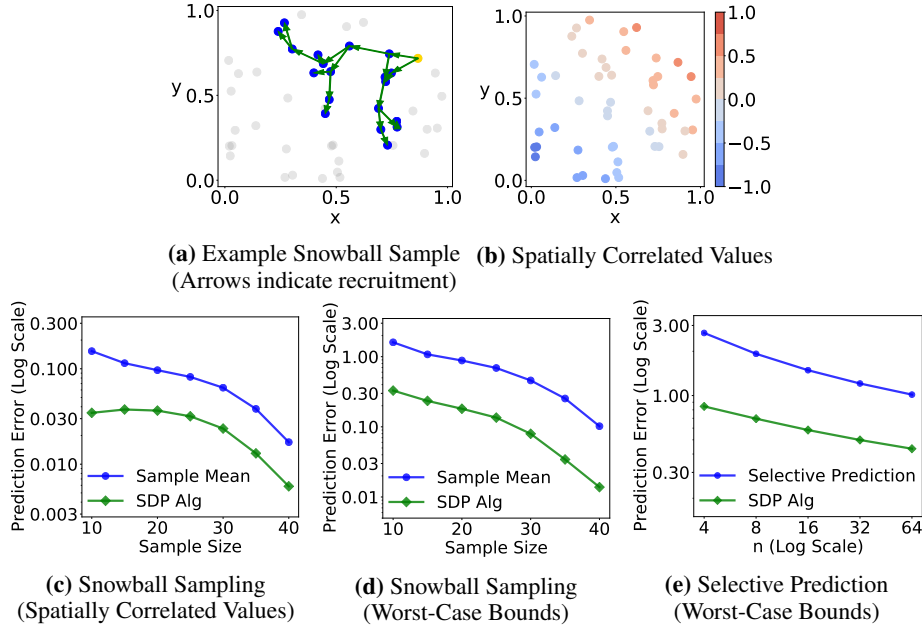 1.0
0.5
0.0
y
0.0
0.5
1.0
x
1.0
0.5
0.0
y
0.0
0.5
1.0
x
1.0
0.5
0.0
−0.5
−1.0
(a) Example Snowball Sample
(Arrows indicate recruitment)
(b) Spatially Correlated Values
Prediction Error (Log Scale)
0.300
0.100
0.030
0.010
0.003
Sample Mean
SDP Alg
10
20
30
40
Sample Size
(c) Snowball Sampling
(Spatially Correlated Values)
Prediction Error (Log Scale)
3.00
1.00
0.30
0.10
0.03
0.01
Sample Mean
SDP Alg
10
20
30
40
Sample Size
(d) Snowball Sampling
(Worst-Case Bounds)
Prediction Error (Log Scale)
3.00
1.00
0.30
Selective Prediction
SDP Alg
4
8
16
32
64
n (Log Scale)
(e) Selective Prediction
(Worst-Case Bounds)